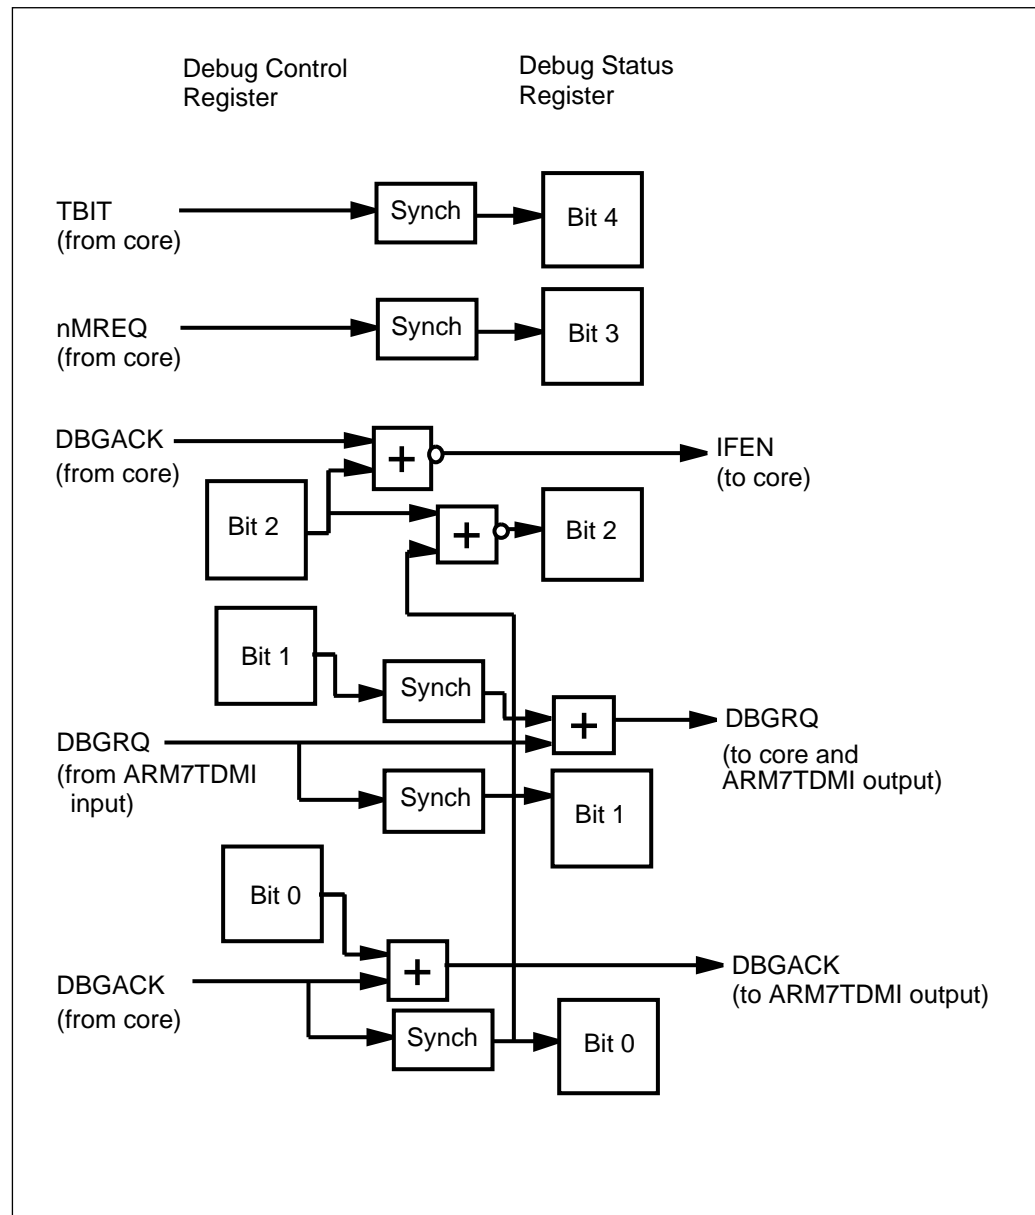 Debug Control
Register
Debug Status
Register
TBIT
(from core)
Synch
Bit 4
nMREQ
(from core)
Synch
Bit 3
DBGACK
(from core)
+
IFEN
(to core)
Bit 2
+
Bit 2
Bit 1
Synch
DBGRQ
(from ARM7TDMI
input)
+
DBGRQ
(to core and
ARM7TDMI output)
Synch
Bit 1
Bit 0
DBGACK
(from core)
+
DBGACK
(to ARM7TDMI output)
Synch
Bit 0